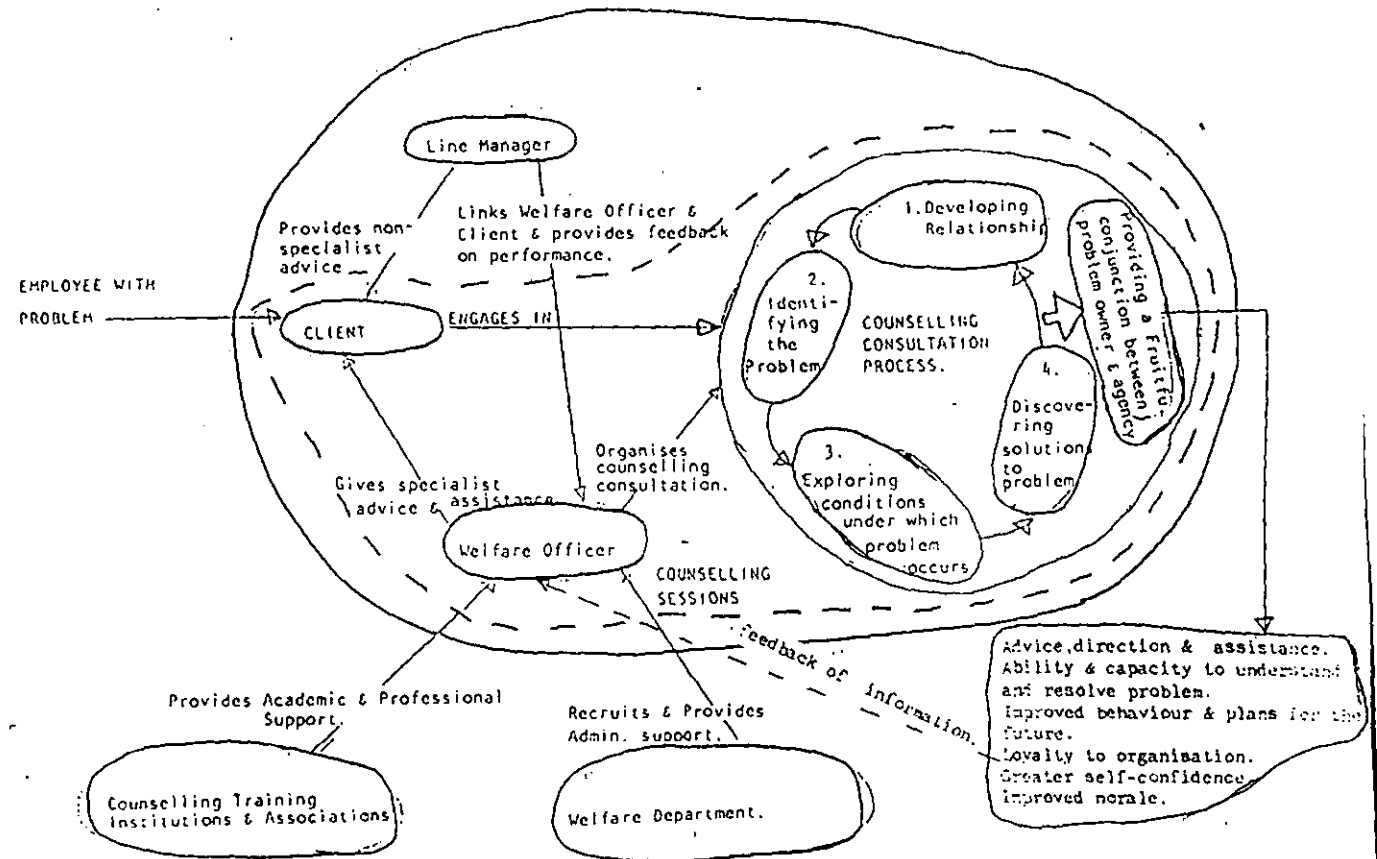 Line Manager
Provides non-
specialist
advice
Links Welfare Officer &
Client & provides feedback
on performance.
EMPLOYEE WITH
PROBLEM
CLIENT
ENGAGES IN
1.Developing
Relationship
2.
Identi-
fying
the
Problem
COUNSELLING
CONSULTATION
PROCESS.
Providing a Fruitfu
conjunction between
problem owner & agency
4.
Discove-
ring
solution
to
problem
3.
Exploring
conditions
under which
problem
occurs
Organises
counselling
consultation.
Gives specialist
advice & assistance
Welfare Officer
COUNSELLING
SESSIONS
Feedback of information.
Advice,direction & assistance.
Ability & capacity to understand
and resolve problem.
Improved behaviour & plans for the
future.
Loyalty to organisation.
Greater self-confidence
Improved morale.
Provides Academic & Professional
Support.
Recruits & Provides
Admin. support.
Counselling Training
Institutions & Associations
Welfare Department.